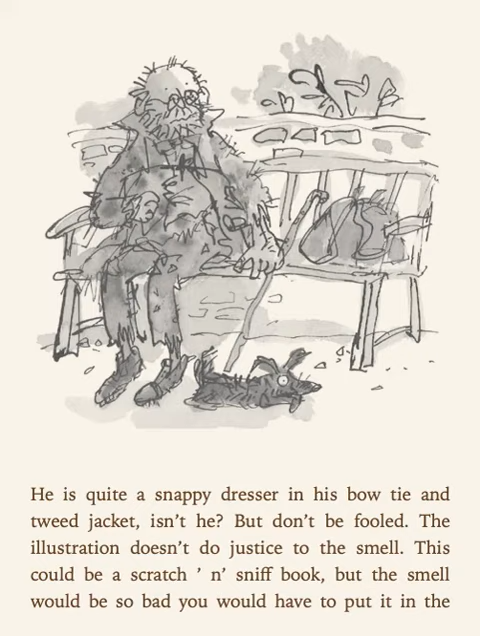 He is quite a snappy dresser in his bow tie and
tweed jacket, isn’t he? But don’t be fooled. The
illustration doesn’t do justice to the smell. This
could be a scratch ’ n’ sniff book, but the smell
would be so bad you would have to put it in the